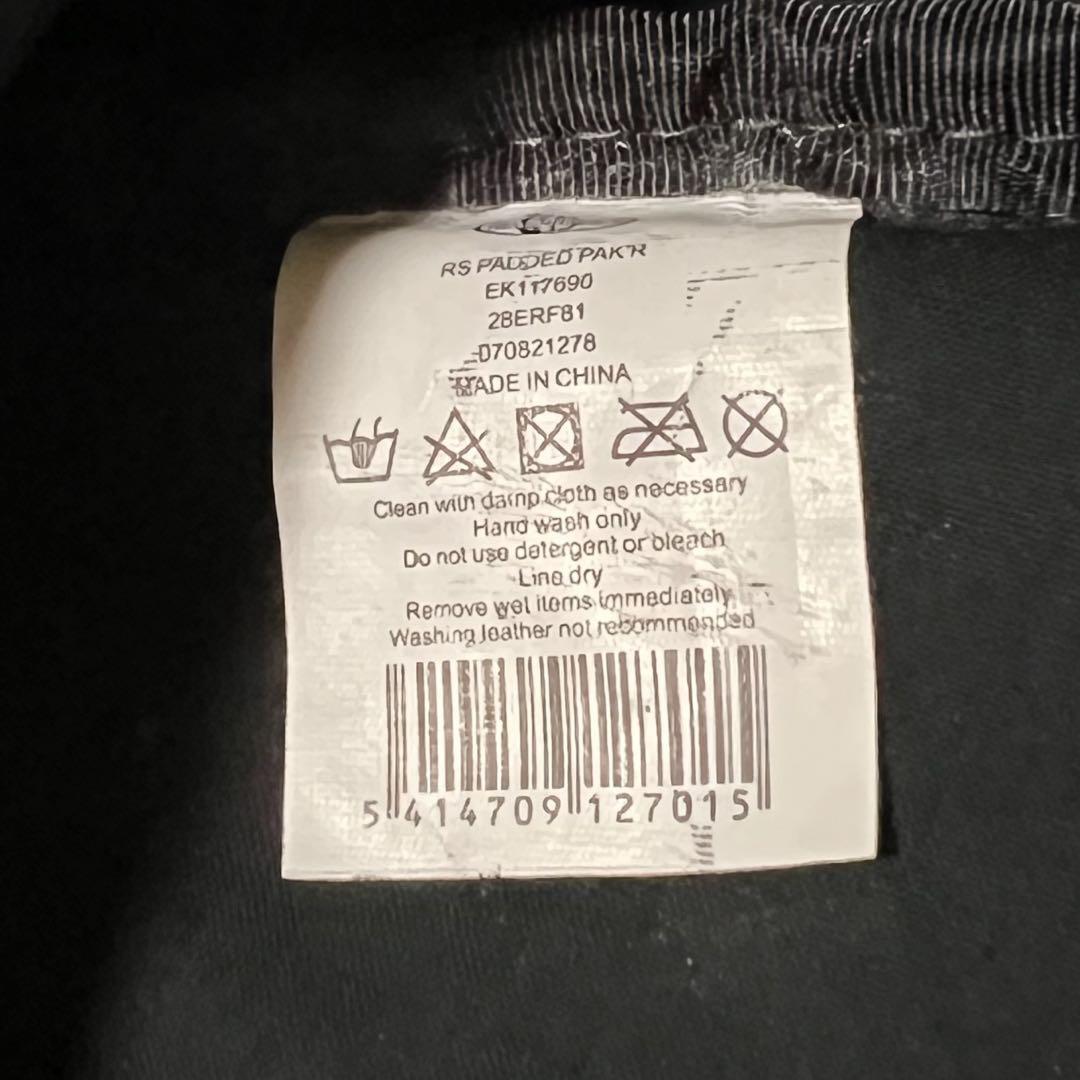 RS PADDED PAK'R
EK117690
28ERF81
070821278
MADE IN CHINA
Clean with damp cloth as necessary
Hand wash only
Do not use detergent or bleach
Line dry
Remove wet items immediately
Washing leather not recommended
5 414709 127015